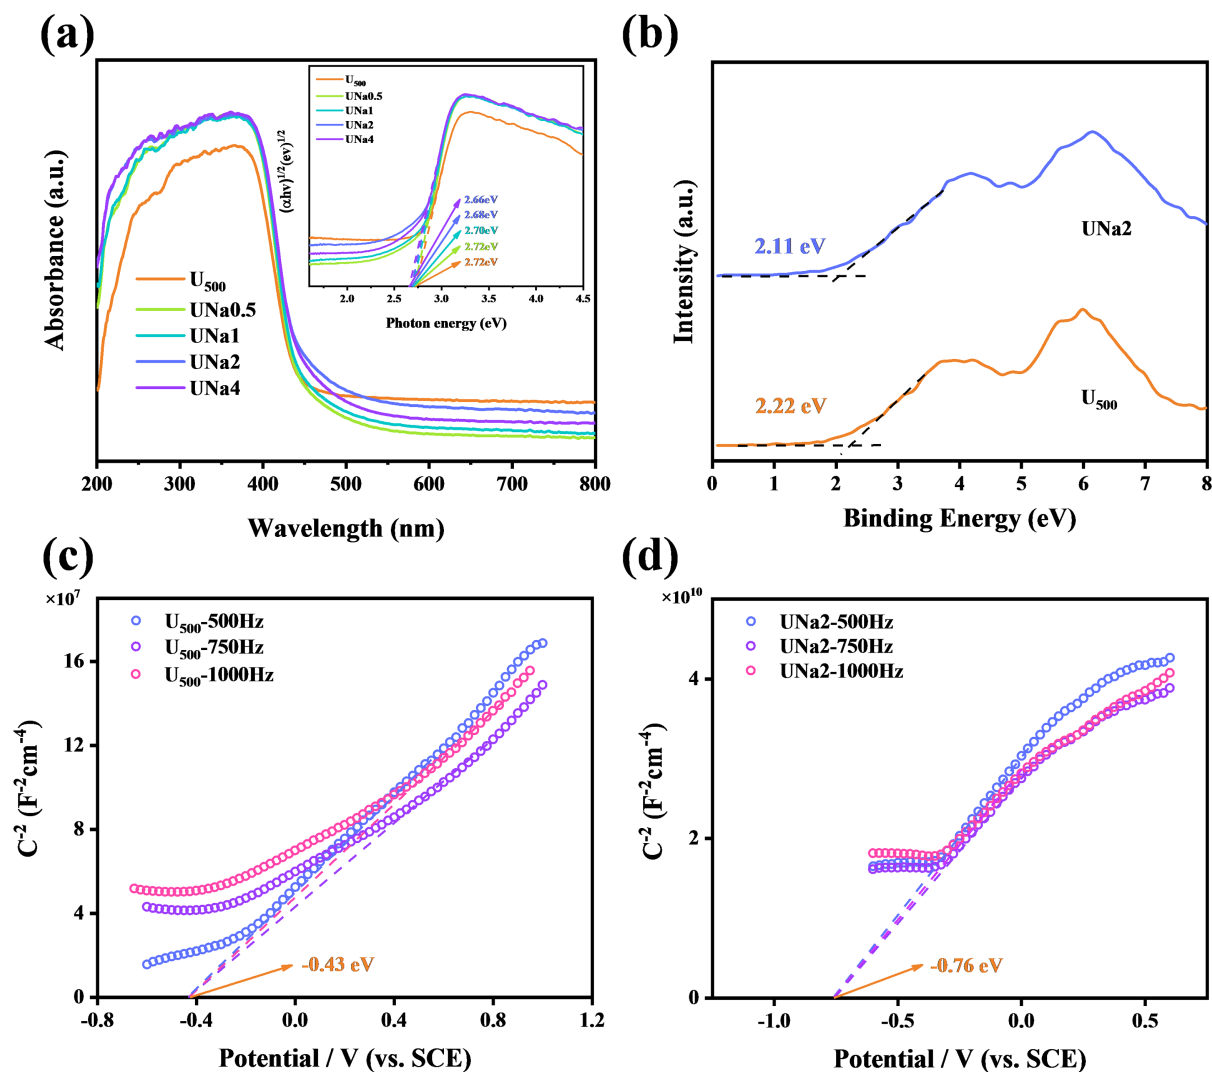 (a)
Absorbance (a.u.)
U500
UNa0.5
UNa1
UNa2
UNa4
200 300 400 500 600 700 800
Wavelength (nm)
(αhν)^1/2(ev)^1/2
U500
UNa0.5
UNa1
UNa2
UNa4
2.66eV
2.68eV
2.70eV
2.72eV
2.72eV
2.0 2.5 3.0 3.5 4.0 4.5
Photon energy (eV)
(b)
Intensity (a.u.)
2.11 eV
UNa2
2.22 eV
U500
0 1 2 3 4 5 6 7 8
Binding Energy (eV)
(c)
×10^7
C^-2 (F^-2cm^-4)
U500-500Hz
U500-750Hz
U500-1000Hz
16
12
8
4
0
-0.43 eV
-0.8 -0.4 0.0 0.4 0.8 1.2
Potential / V (vs. SCE)
(d)
×10^10
C^-2 (F^-2cm^-4)
UNa2-500Hz
UNa2-750Hz
UNa2-1000Hz
4
2
0
-0.76 eV
-1.0 -0.5 0.0 0.5
Potential / V (vs. SCE)